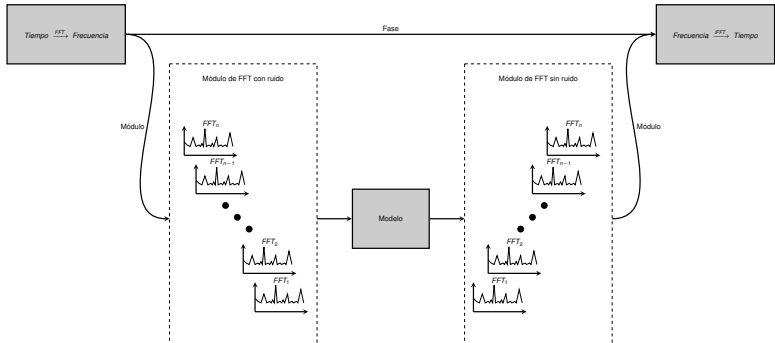 Tiempo FFT⟶ Frecuencia
Fase
Frecuencia IFFT⟶ Tiempo
Módulo de FFT con ruido
Módulo de FFT sin ruido
Módulo
Módulo
FFTₙ
FFTₙ
FFTₙ₋₁
FFTₙ₋₁
Modelo
FFT₂
FFT₂
FFT₁
FFT₁